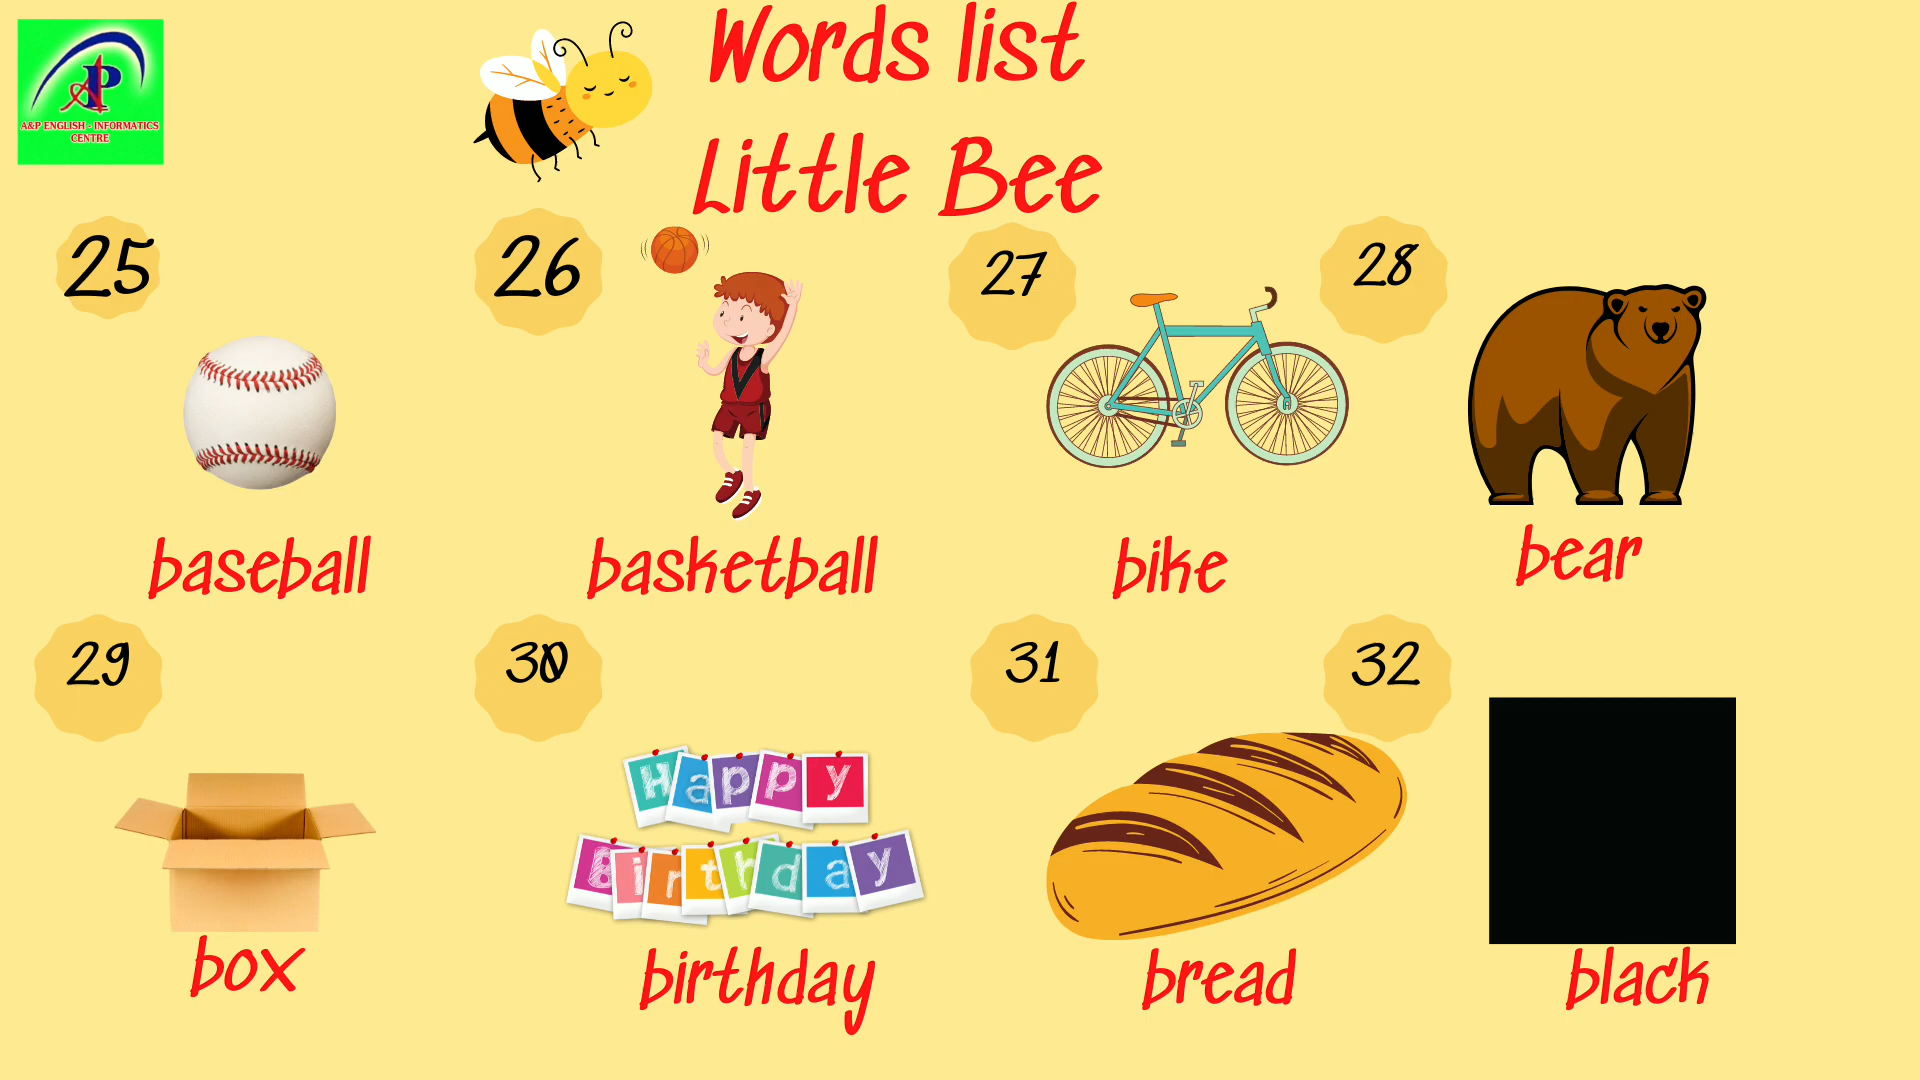 AP
A&P ENGLISH - INFORMATICS
CENTRE
Words list
Little Bee
25
26
27
28
baseball
basketball
bike
bear
29
30
31
32
Happy
Birthday
box
birthday
bread
black